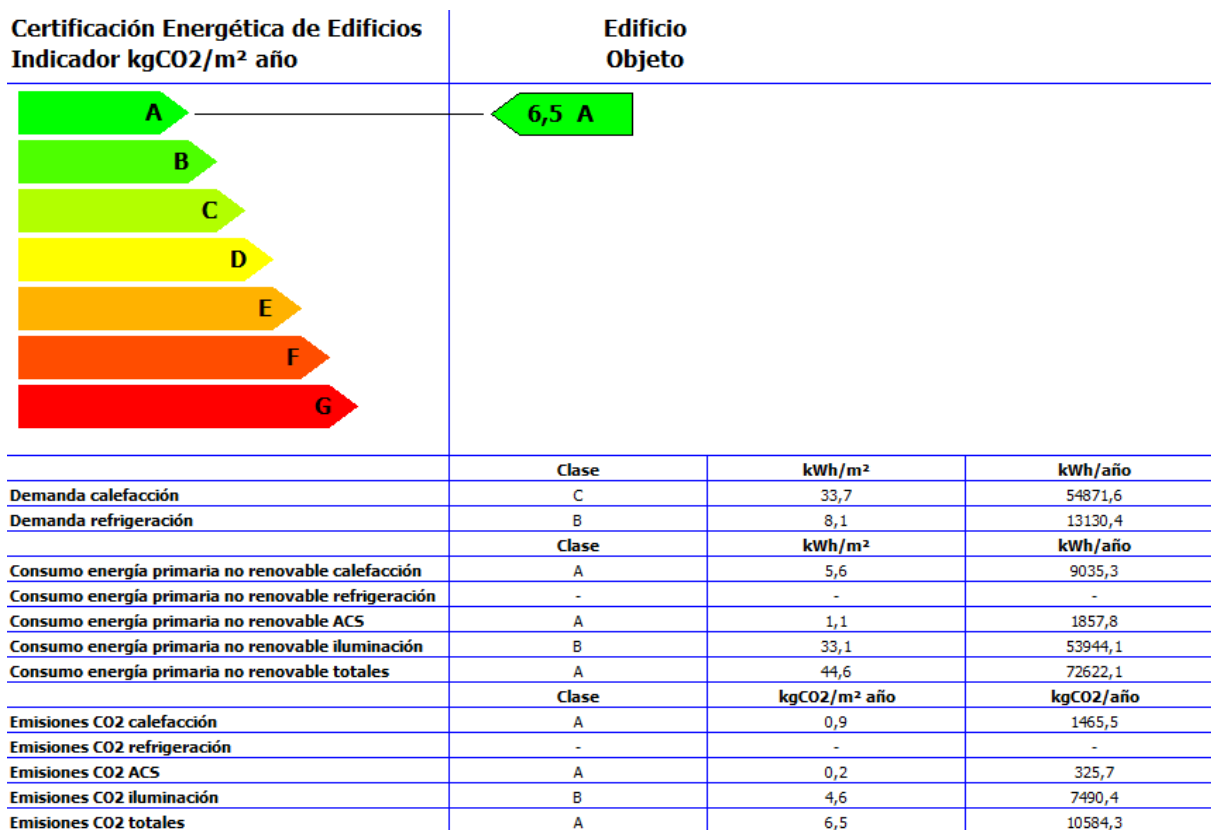 Certificación Energética de Edificios
Indicador kgCO2/m² año
Edificio
Objeto
A
6,5 A
B
C
D
E
F
G
Clase kWh/m² kWh/año
Demanda calefacción C 33,7 54871,6
Demanda refrigeración B 8,1 13130,4
Clase kWh/m² kWh/año
Consumo energía primaria no renovable calefacción A 5,6 9035,3
Consumo energía primaria no renovable refrigeración - - -
Consumo energía primaria no renovable ACS A 1,1 1857,8
Consumo energía primaria no renovable iluminación B 33,1 53944,1
Consumo energía primaria no renovable totales A 44,6 72622,1
Clase kgCO2/m² año kgCO2/año
Emisiones CO2 calefacción A 0,9 1465,5
Emisiones CO2 refrigeración - - -
Emisiones CO2 ACS A 0,2 325,7
Emisiones CO2 iluminación B 4,6 7490,4
Emisiones CO2 totales A 6,5 10584,3